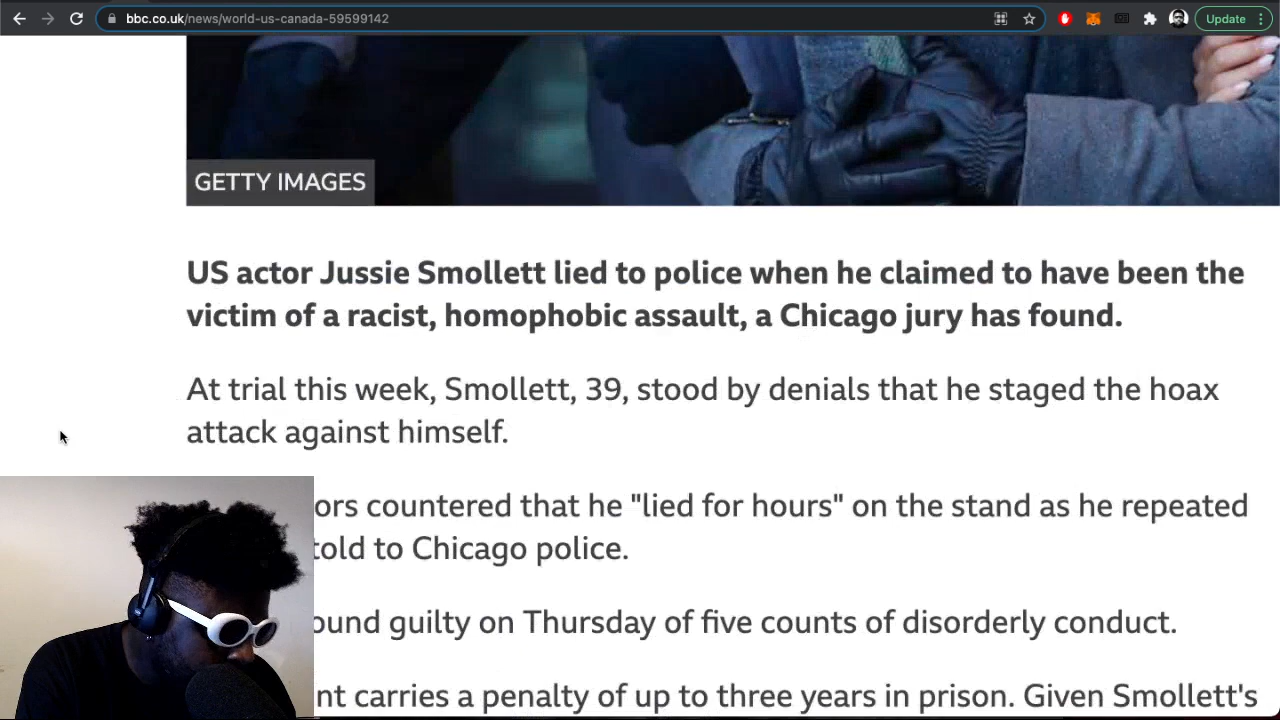 bbc.co.uk/news/world-us-canada-59599142
Update
GETTY IMAGES
US actor Jussie Smollett lied to police when he claimed to have been the
victim of a racist, homophobic assault, a Chicago jury has found.
At trial this week, Smollett, 39, stood by denials that he staged the hoax
attack against himself.
ors countered that he "lied for hours" on the stand as he repeated
told to Chicago police.
ound guilty on Thursday of five counts of disorderly conduct.
nt carries a penalty of up to three years in prison. Given Smollett's